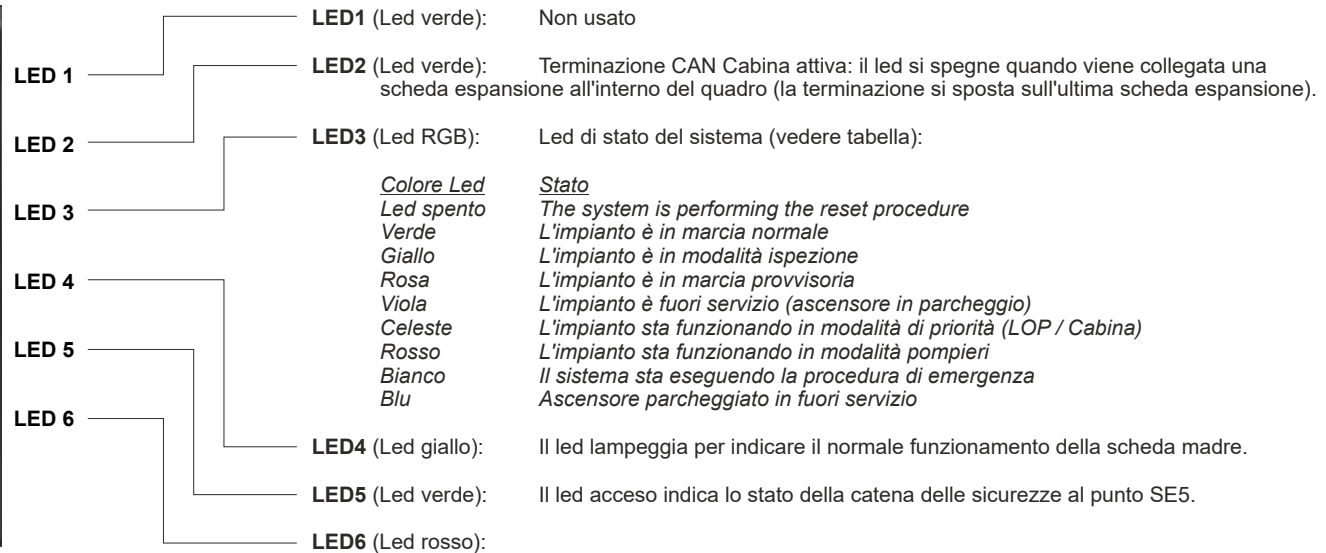 LED 1
LED 2
LED 3
LED 4
LED 5
LED 6
LED1 (Led verde): Non usato
LED2 (Led verde): Terminazione CAN Cabina attiva: il led si spegne quando viene collegata una
scheda espansione all'interno del quadro (la terminazione si sposta sull'ultima scheda espansione).
LED3 (Led RGB): Led di stato del sistema (vedere tabella):
Colore Led Stato
Led spento The system is performing the reset procedure
Verde L'impianto è in marcia normale
Giallo L'impianto è in modalità ispezione
Rosa L'impianto è in marcia provvisoria
Viola L'impianto è fuori servizio (ascensore in parcheggio)
Celeste L'impianto sta funzionando in modalità di priorità (LOP / Cabina)
Rosso L'impianto sta funzionando in modalità pompieri
Bianco Il sistema sta eseguendo la procedura di emergenza
Blu Ascensore parcheggiato in fuori servizio
LED4 (Led giallo): Il led lampeggia per indicare il normale funzionamento della scheda madre.
LED5 (Led verde): Il led acceso indica lo stato della catena delle sicurezze al punto SE5.
LED6 (Led rosso):